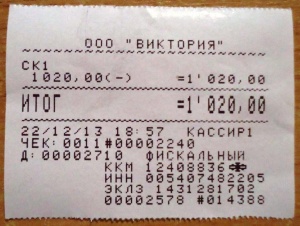 ООО "ВИКТОРИЯ"
СК1
1020,00(-) =1'020,00
ИТОГ =1'020,00
22/12/13 18:57 КАССИР1
ЧЕК: 0011#00002240
Д: 00002710 ФИСКАЛЬНЫЙ
ККМ 12408836
ИНН 005407482205
ЭКЛЗ 1431281702
00002578 #014388